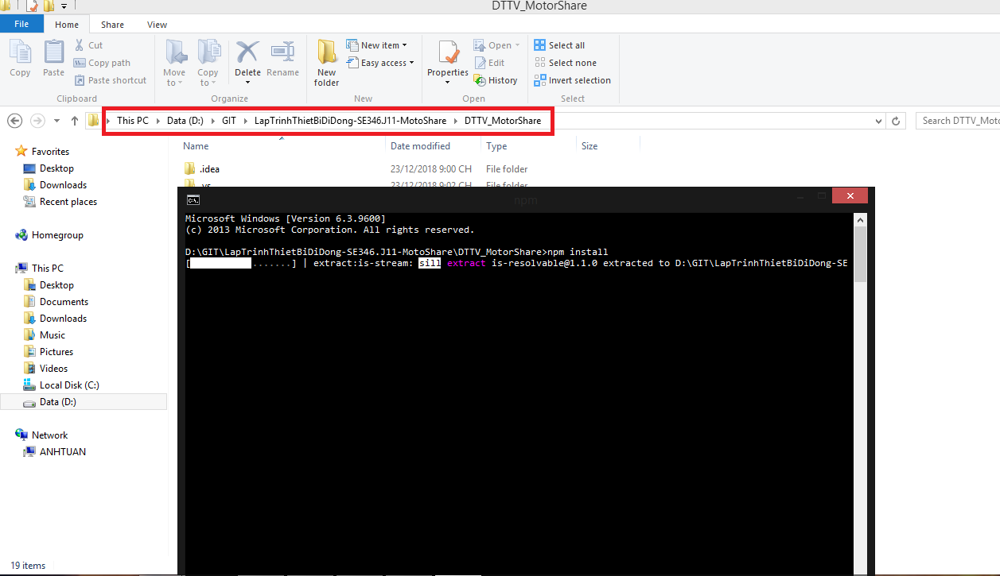 DTTV_MotorShare
File Home Share View
Copy Paste Cut Copy path Paste shortcut
Clipboard
Move to Copy to Delete Rename
Organize
New folder New item Easy access
New
Properties Open Edit History
Open
Select all Select none Invert selection
Select
This PC Data (D:) GIT LapTrinhThietBiDiDong-SE346.J11-MotoShare DTTV_MotorShare
Search DTTV_Moto
Name Date modified Type Size
.idea 23/12/2018 9:00 CH File folder
.vs 23/12/2018 9:02 CH File folder
Favorites
Desktop
Downloads
Recent places
Homegroup
This PC
Desktop
Documents
Downloads
Music
Pictures
Videos
Local Disk (C:)
Data (D:)
Network
ANHTUAN
19 items
npm
Microsoft Windows [Version 6.3.9600]
(c) 2013 Microsoft Corporation. All rights reserved.
D:\GIT\LapTrinhThietBiDiDong-SE346.J11-MotoShare\DTTV_MotorShare>npm install
[ .......] | extract:is-stream: sill extract is-resolvable@1.1.0 extracted to D:\GIT\LapTrinhThietBiDiDong-SE